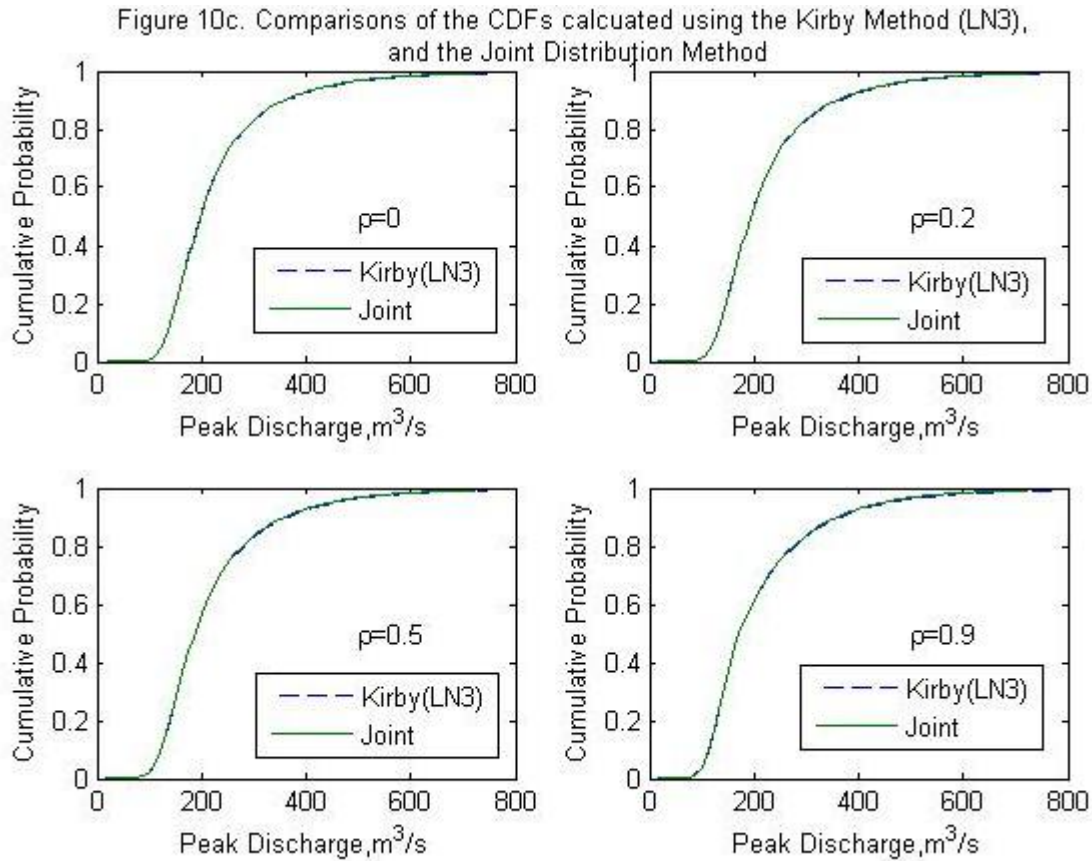 Figure 10c. Comparisons of the CDFs calcuated using the Kirby Method (LN3),
and the Joint Distribution Method
1
0.8
0.6
0.4
0.2
0
Cumulative Probability
ρ=0
Kirby(LN3)
Joint
0 200 400 600 800
Peak Discharge,m³/s
1
0.8
0.6
0.4
0.2
0
Cumulative Probability
ρ=0.2
Kirby(LN3)
Joint
0 200 400 600 800
Peak Discharge,m³/s
1
0.8
0.6
0.4
0.2
0
Cumulative Probability
ρ=0.5
Kirby(LN3)
Joint
0 200 400 600 800
Peak Discharge,m³/s
1
0.8
0.6
0.4
0.2
0
Cumulative Probability
ρ=0.9
Kirby(LN3)
Joint
0 200 400 600 800
Peak Discharge,m³/s